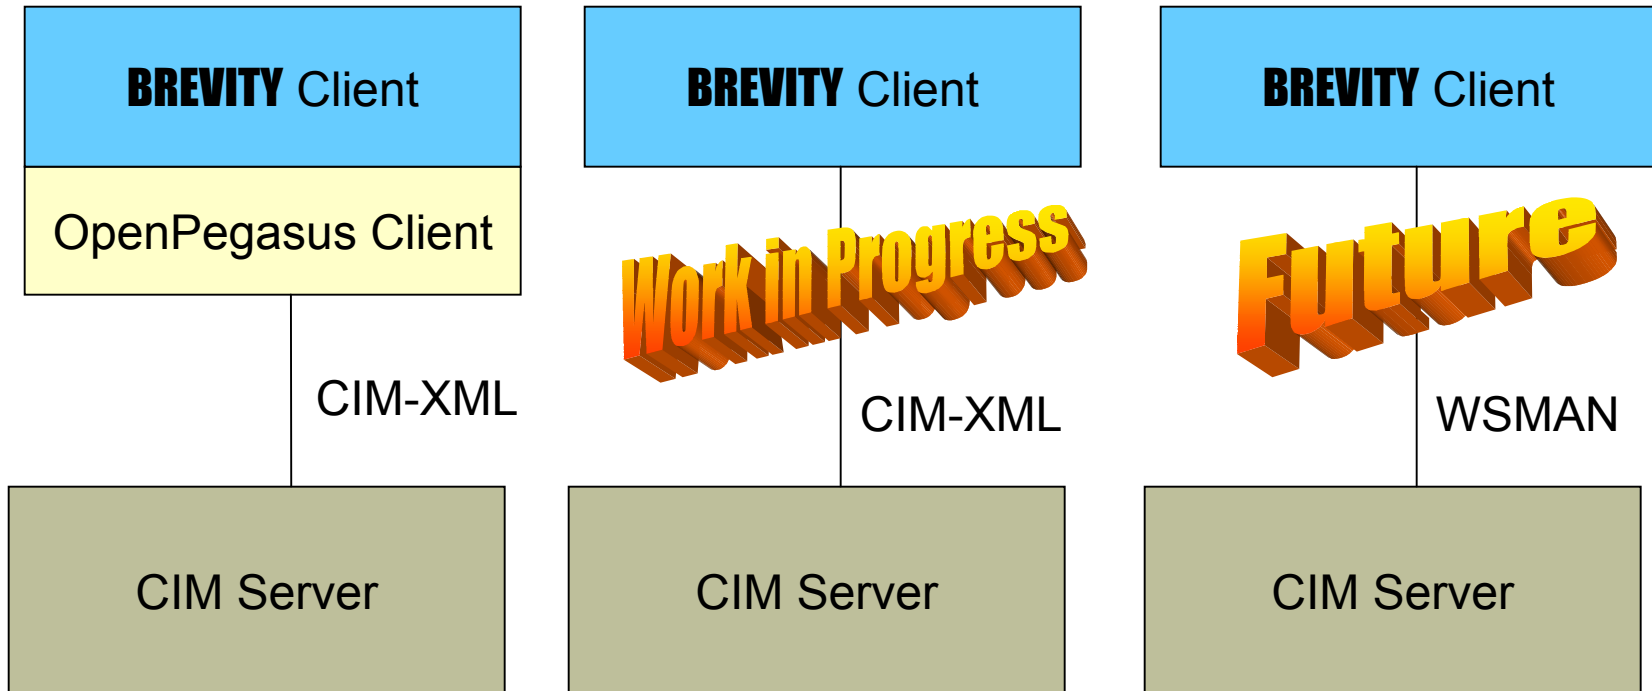 BREVITY Client
OpenPegasus Client
CIM-XML
CIM Server
BREVITY Client
Work in Progress
CIM-XML
CIM Server
BREVITY Client
Future
WSMAN
CIM Server